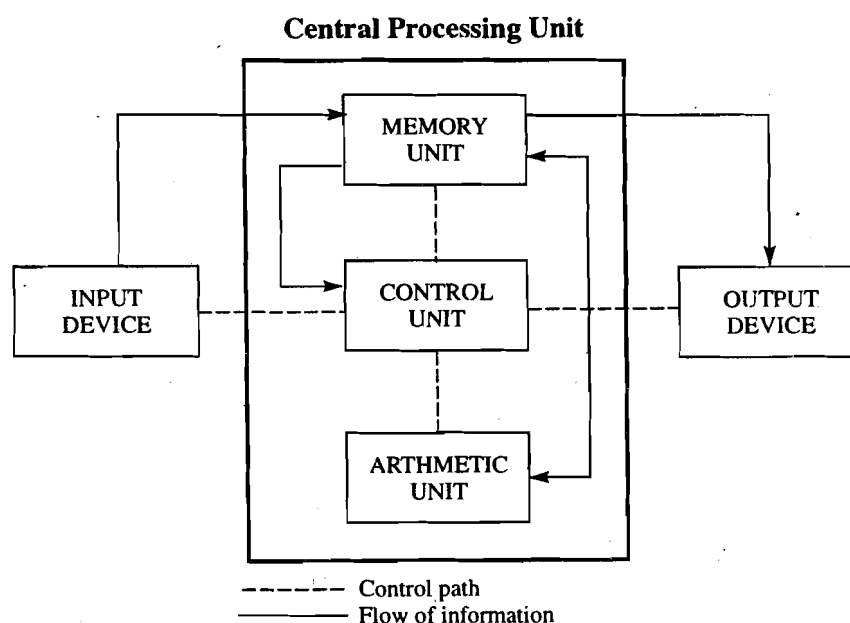 Central Processing Unit
MEMORY
UNIT
INPUT
DEVICE
CONTROL
UNIT
OUTPUT
DEVICE
ARTHMETIC
UNIT
Control path
Flow of information